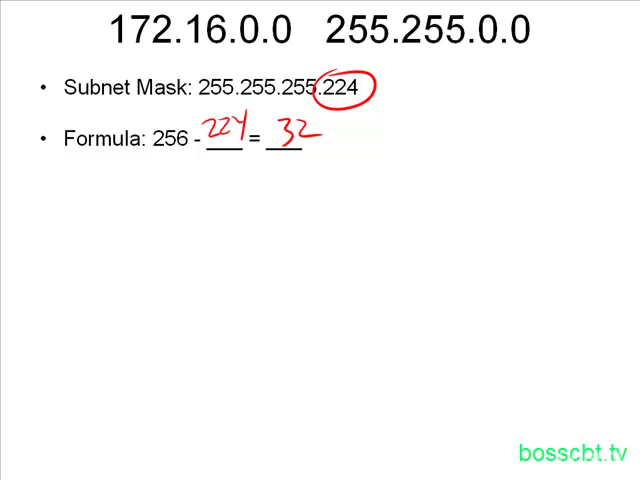 172.16.0.0 255.255.0.0
• Subnet Mask: 255.255.255.224
• Formula: 256 - 224 = 32
bosscbt.tv